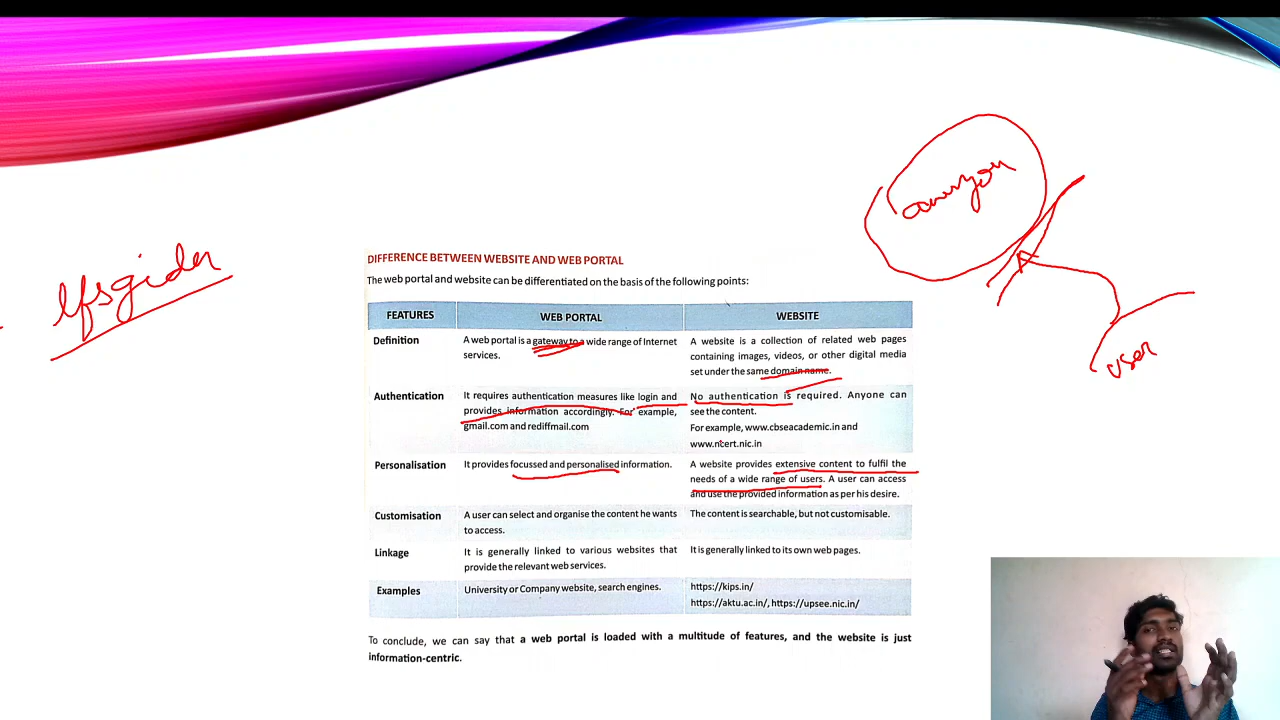 lfsgider
amazon
user
DIFFERENCE BETWEEN WEBSITE AND WEB PORTAL
The web portal and website can be differentiated on the basis of the following points:
FEATURES WEB PORTAL WEBSITE
Definition
A web portal is a gateway to a wide range of Internet
services.
A website is a collection of related web pages
containing images, videos, or other digital media
set under the same domain name.
Authentication
It requires authentication measures like login and
provides information accordingly. For example,
gmail.com and rediffmail.com
No authentication is required. Anyone can
see the content.
For example, www.cbseacademic.in and
www.ncert.nic.in
Personalisation
It provides focussed and personalised information.
A website provides extensive content to fulfil the
needs of a wide range of users. A user can access
and use the provided information as per his desire.
Customisation
A user can select and organise the content he wants
to access.
The content is searchable, but not customisable.
Linkage
It is generally linked to various websites that
provide the relevant web services.
It is generally linked to its own web pages.
Examples
University or Company website, search engines.
https://kips.in/
https://aktu.ac.in/, https://upsee.nic.in/
To conclude, we can say that a web portal is loaded with a multitude of features, and the website is just
information-centric.